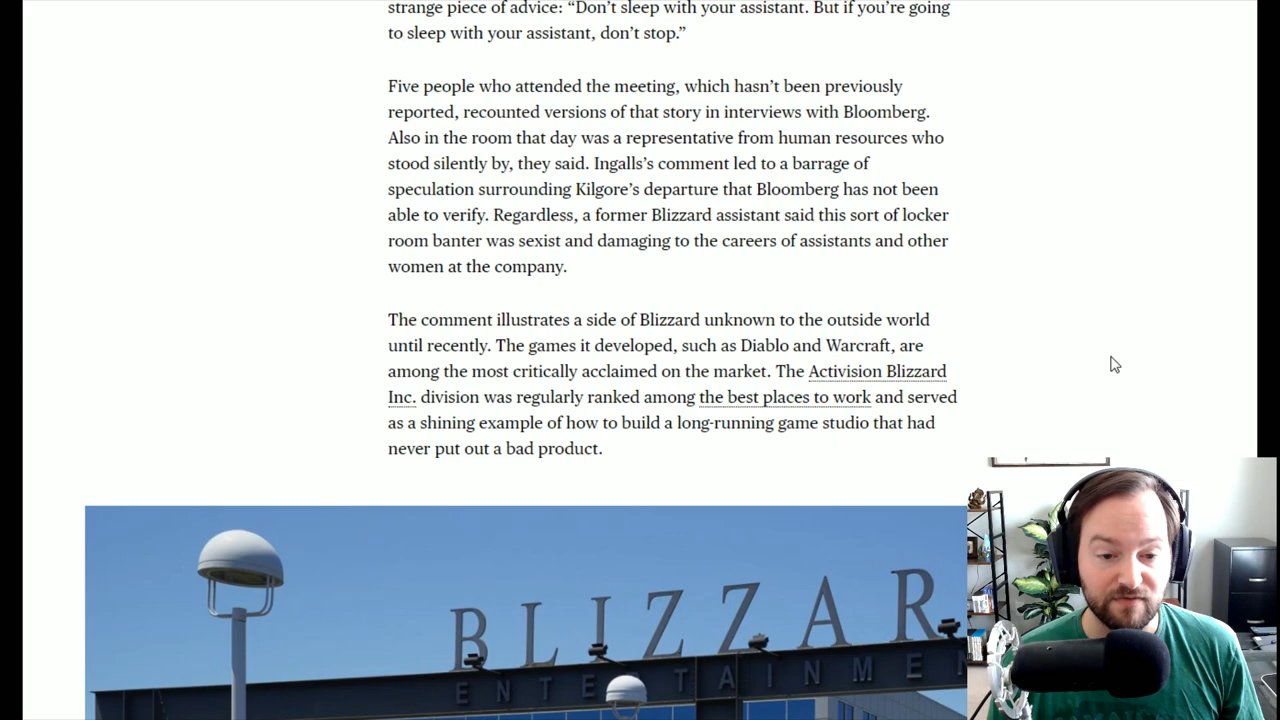 strange piece of advice: “Don’t sleep with your assistant. But if you’re going
to sleep with your assistant, don’t stop.”
Five people who attended the meeting, which hasn’t been previously
reported, recounted versions of that story in interviews with Bloomberg.
Also in the room that day was a representative from human resources who
stood silently by, they said. Ingalls’s comment led to a barrage of
speculation surrounding Kilgore’s departure that Bloomberg has not been
able to verify. Regardless, a former Blizzard assistant said this sort of locker
room banter was sexist and damaging to the careers of assistants and other
women at the company.
The comment illustrates a side of Blizzard unknown to the outside world
until recently. The games it developed, such as Diablo and Warcraft, are
among the most critically acclaimed on the market. The Activision Blizzard
Inc. division was regularly ranked among the best places to work and served
as a shining example of how to build a long-running game studio that had
never put out a bad product.
BLIZZAR
ENTERTAINMEN